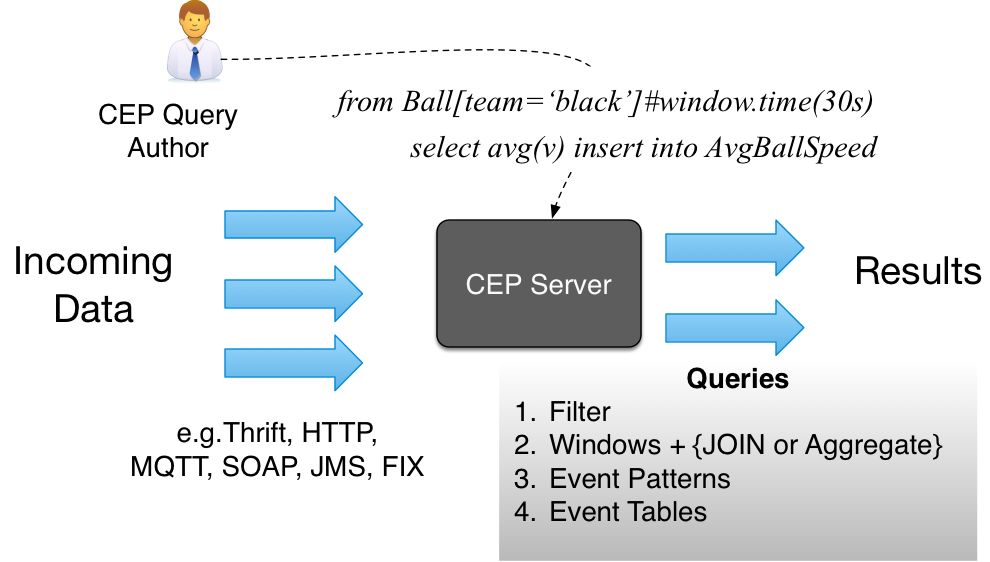 CEP Query
Author
from Ball[team=‘black’]#window.time(30s)
select avg(v) insert into AvgBallSpeed
Incoming
Data
CEP Server
Results
e.g.Thrift, HTTP,
MQTT, SOAP, JMS, FIX
Queries
1. Filter
2. Windows + {JOIN or Aggregate}
3. Event Patterns
4. Event Tables